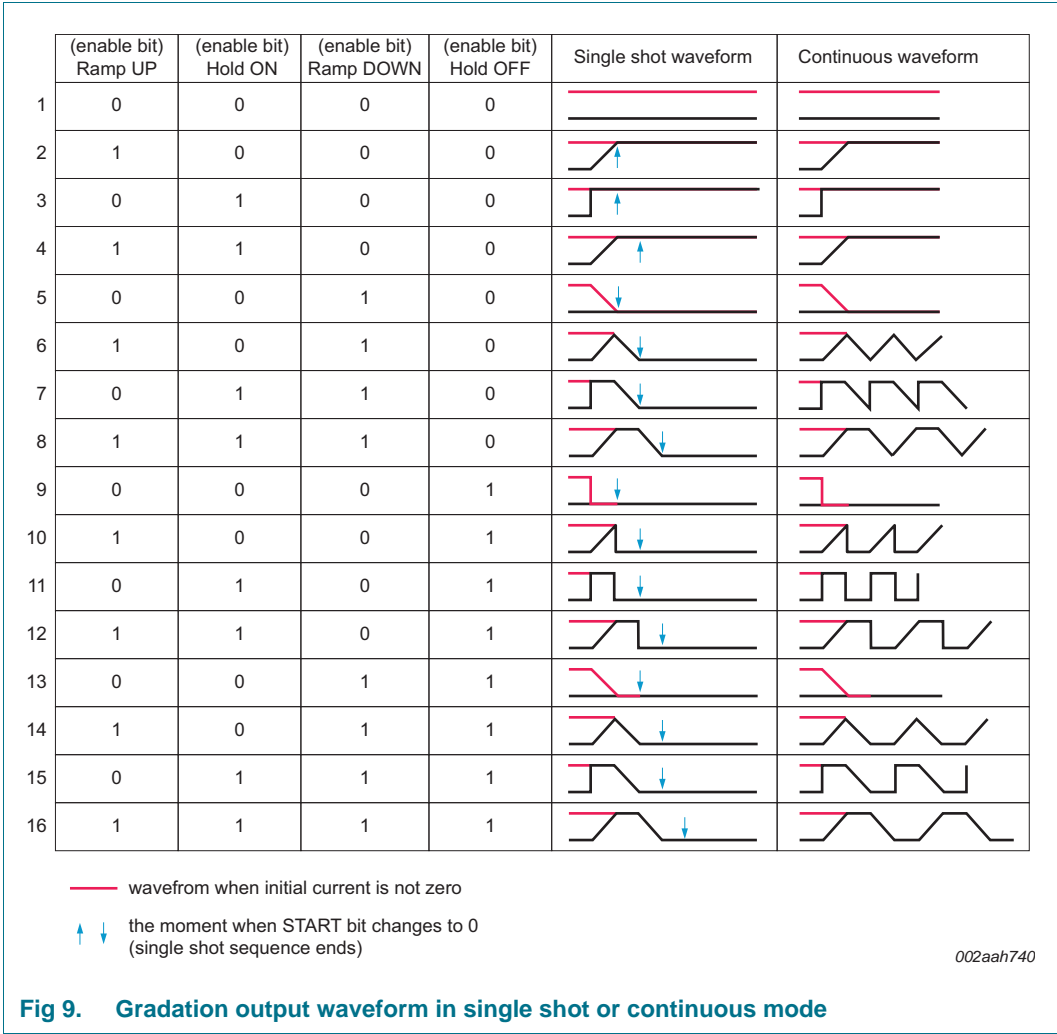 (enable bit) Ramp UP (enable bit) Hold ON (enable bit) Ramp DOWN (enable bit) Hold OFF Single shot waveform Continuous waveform
1 0 0 0 0
2 1 0 0 0
3 0 1 0 0
4 1 1 0 0
5 0 0 1 0
6 1 0 1 0
7 0 1 1 0
8 1 1 1 0
9 0 0 0 1
10 1 0 0 1
11 0 1 0 1
12 1 1 0 1
13 0 0 1 1
14 1 0 1 1
15 0 1 1 1
16 1 1 1 1
wavefrom when initial current is not zero
the moment when START bit changes to 0
(single shot sequence ends)
002aah740
Fig 9. Gradation output waveform in single shot or continuous mode